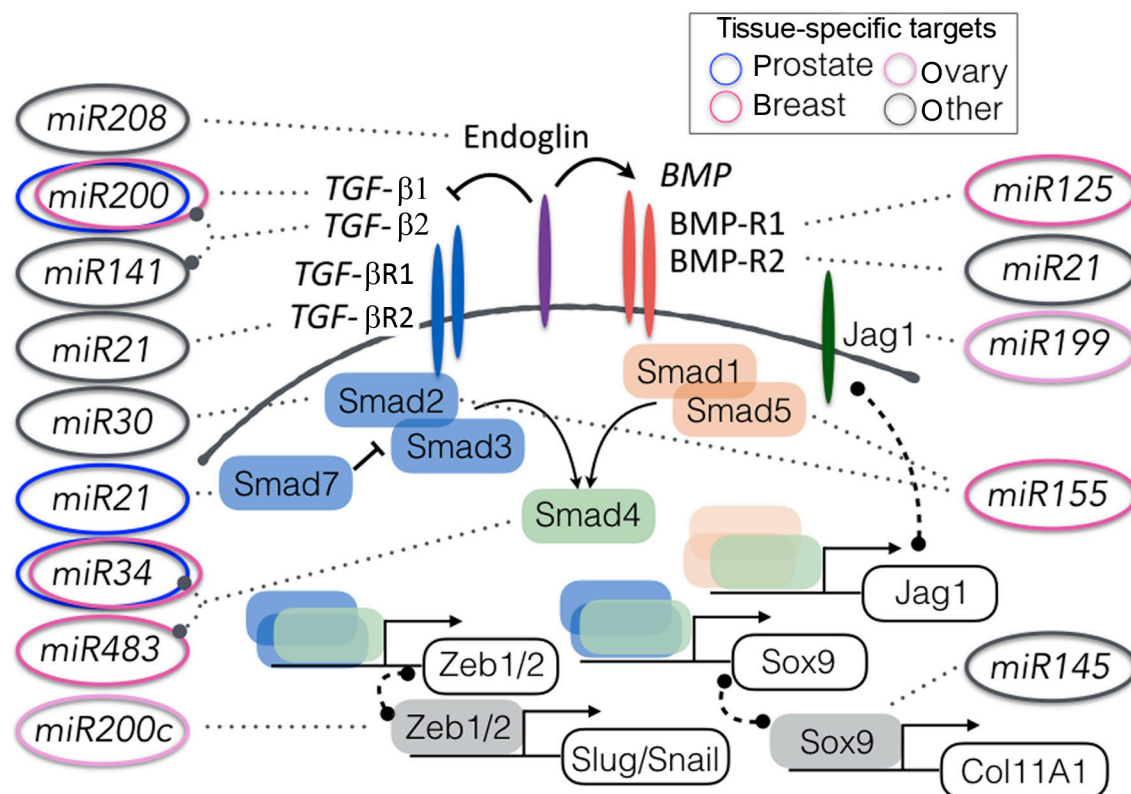 Tissue-specific targets
Prostate
Ovary
Breast
Other
miR208
miR200
miR141
miR21
miR30
miR21
miR34
miR483
miR200c
Endoglin
TGF-β1
TGF-β2
TGF-βR1
TGF-βR2
BMP
BMP-R1
BMP-R2
Jag1
miR125
miR21
miR199
miR155
miR145
Smad2
Smad3
Smad7
Smad1
Smad5
Smad4
Jag1
Zeb1/2
Sox9
Zeb1/2
Slug/Snail
Sox9
Col11A1